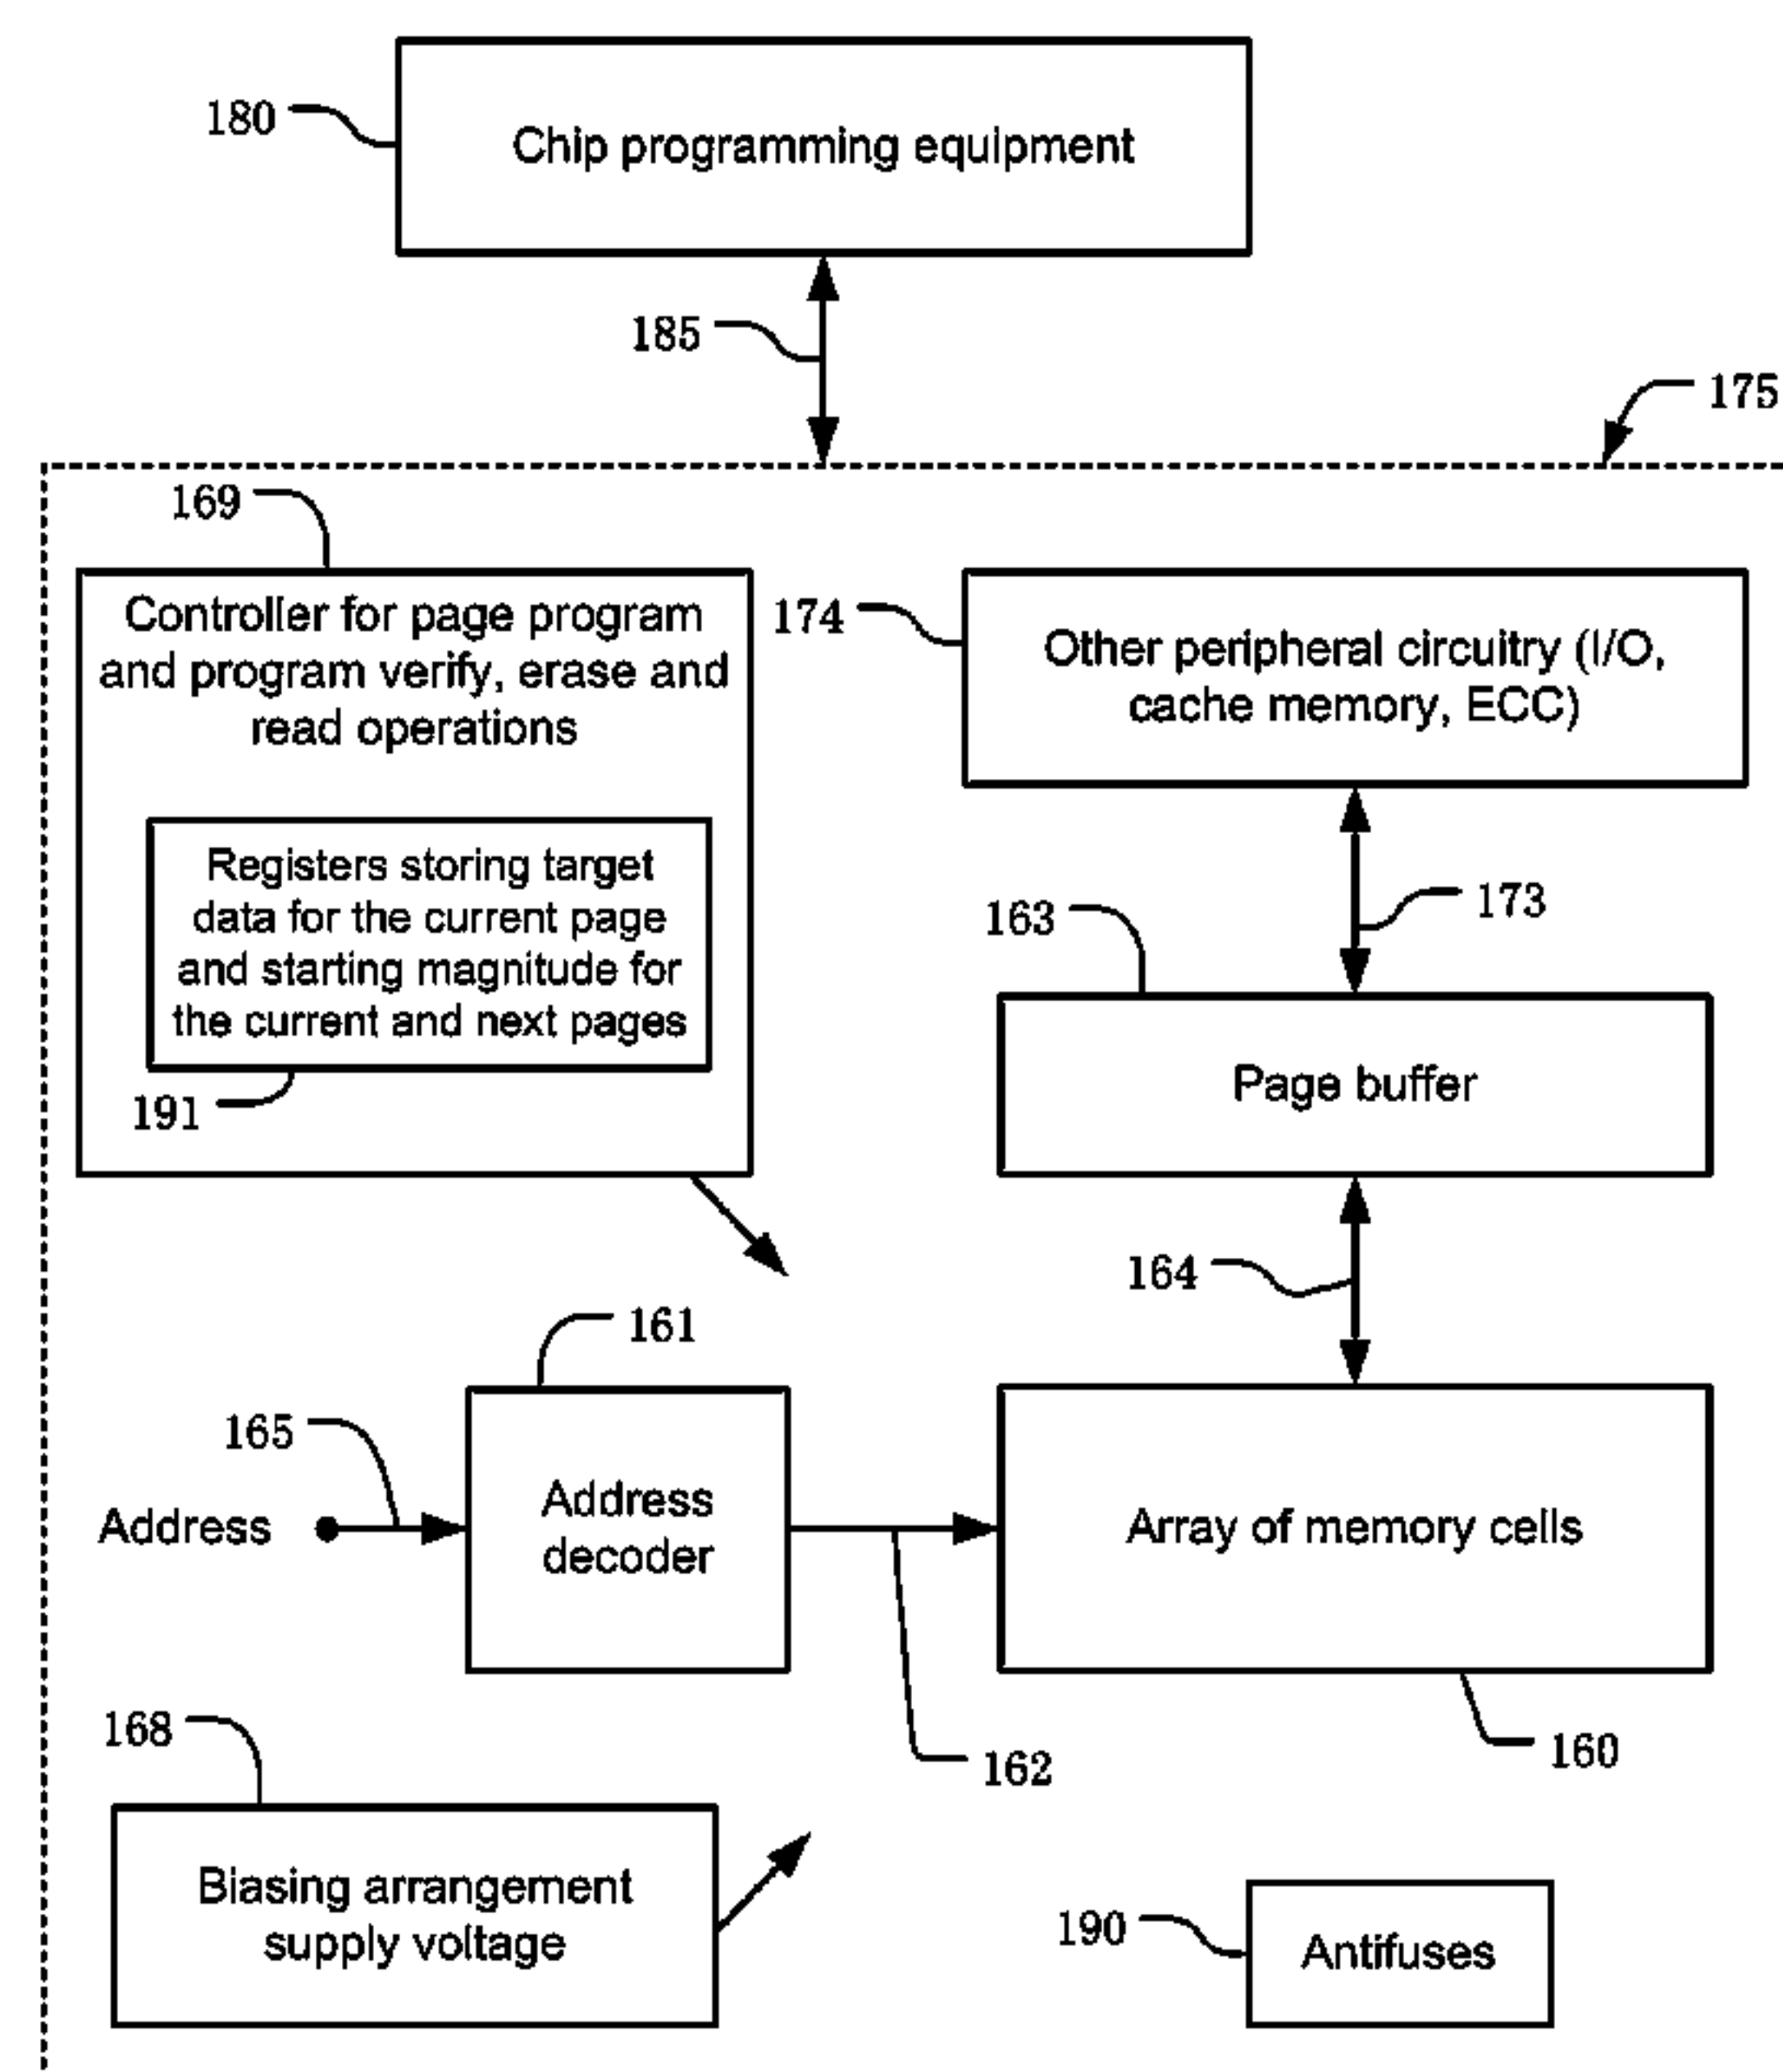 180
Chip programming equipment
185
175
169
Controller for page program
and program verify, erase and
read operations
174
Other peripheral circuitry (I/O,
cache memory, ECC)
Registers storing target
data for the current page
and starting magnitude for
the current and next pages
191
173
163
Page buffer
164
161
165
Address
Address
decoder
Array of memory cells
168
162
160
Biasing arrangement
supply voltage
190
Antifuses